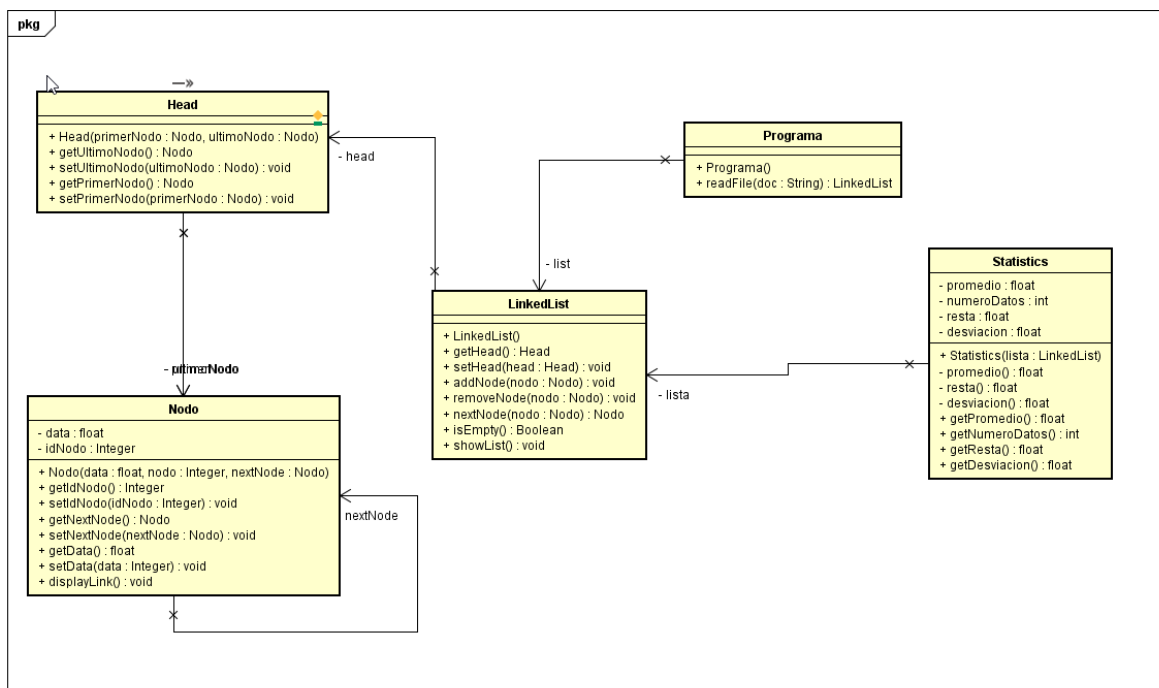 pkg
Head
+ Head(primerNodo : Nodo, ultimoNodo : Nodo)
+ getUltimoNodo() : Nodo
+ setUltimoNodo(ultimoNodo : Nodo) : void
+ getPrimerNodo() : Nodo
+ setPrimerNodo(primerNodo : Nodo) : void
- head
Programa
+ Programa()
+ readFile(doc : String) : LinkedList
- list
LinkedList
+ LinkedList()
+ getHead() : Head
+ setHead(head : Head) : void
+ addNode(node : Nodo) : void
+ removeNode(nodo : Nodo) : void
+ nextNode(nodo : Nodo) : Nodo
+ isEmpty() : Boolean
+ showList() : void
- lista
Statistics
- promedio : float
- numeroDatos : int
- resta : float
- desviacion : float
+ Statistics(lista : LinkedList)
- promedio() : float
- resta() : float
- desviacion() : float
+ getPromedio() : float
+ getNumeroDatos() : int
+ getResta() : float
+ getDesviacion() : float
Nodo
- data : float
- idNodo : Integer
+ Nodo(data : float, nodo : Integer, nextNode : Nodo)
+ getIdNodo() : Integer
+ setIdNodo(idNodo : Integer) : void
+ getNextNode() : Nodo
+ setNextNode(nextNode : Nodo) : void
+ getData() : float
+ setData(data : Integer) : void
+ displayLink() : void
nextNode